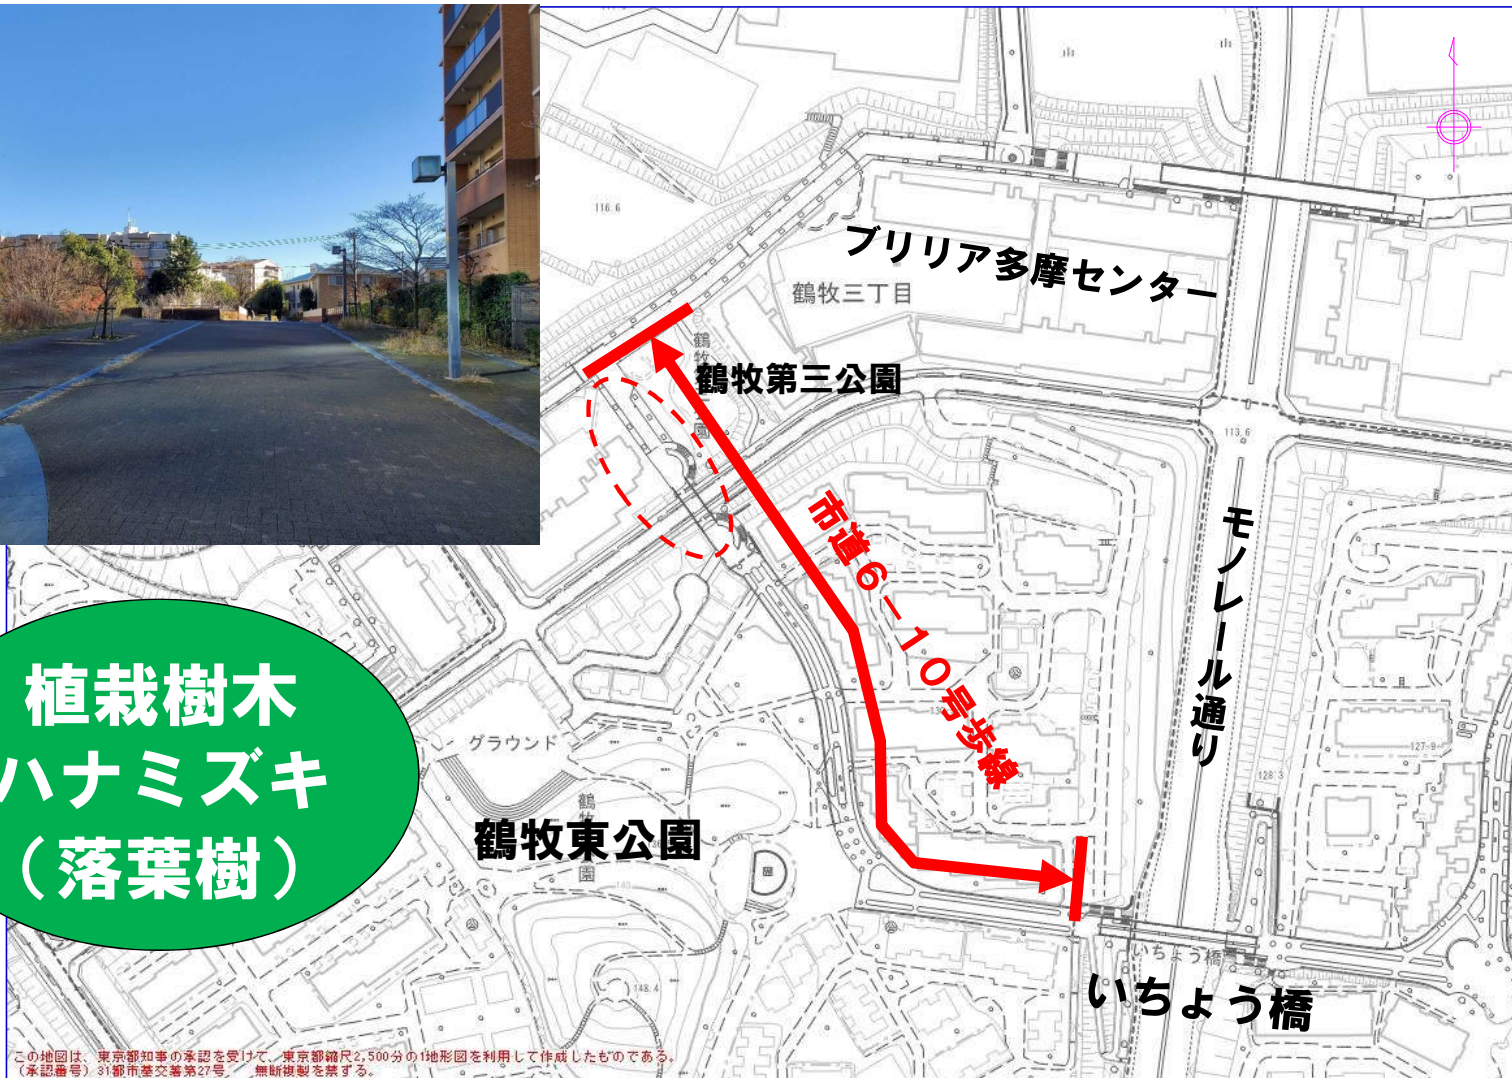 116.6
ブリリア多摩センター
鶴牧三丁目
鶴牧第三公園
113.6
市道6－10号歩線
モノレール通り
植栽樹木
ハナミズキ
（落葉樹）
グラウンド
127.9
128.3
鶴牧東公園
140
148.4
いちょう橋
いちょう橋
この地図は、東京都知事の承認を受けて、東京都縮尺2,500分の1地形図を利用して作成したものである。
（承認番号）31都市基交著第27号　無断複製を禁ずる。